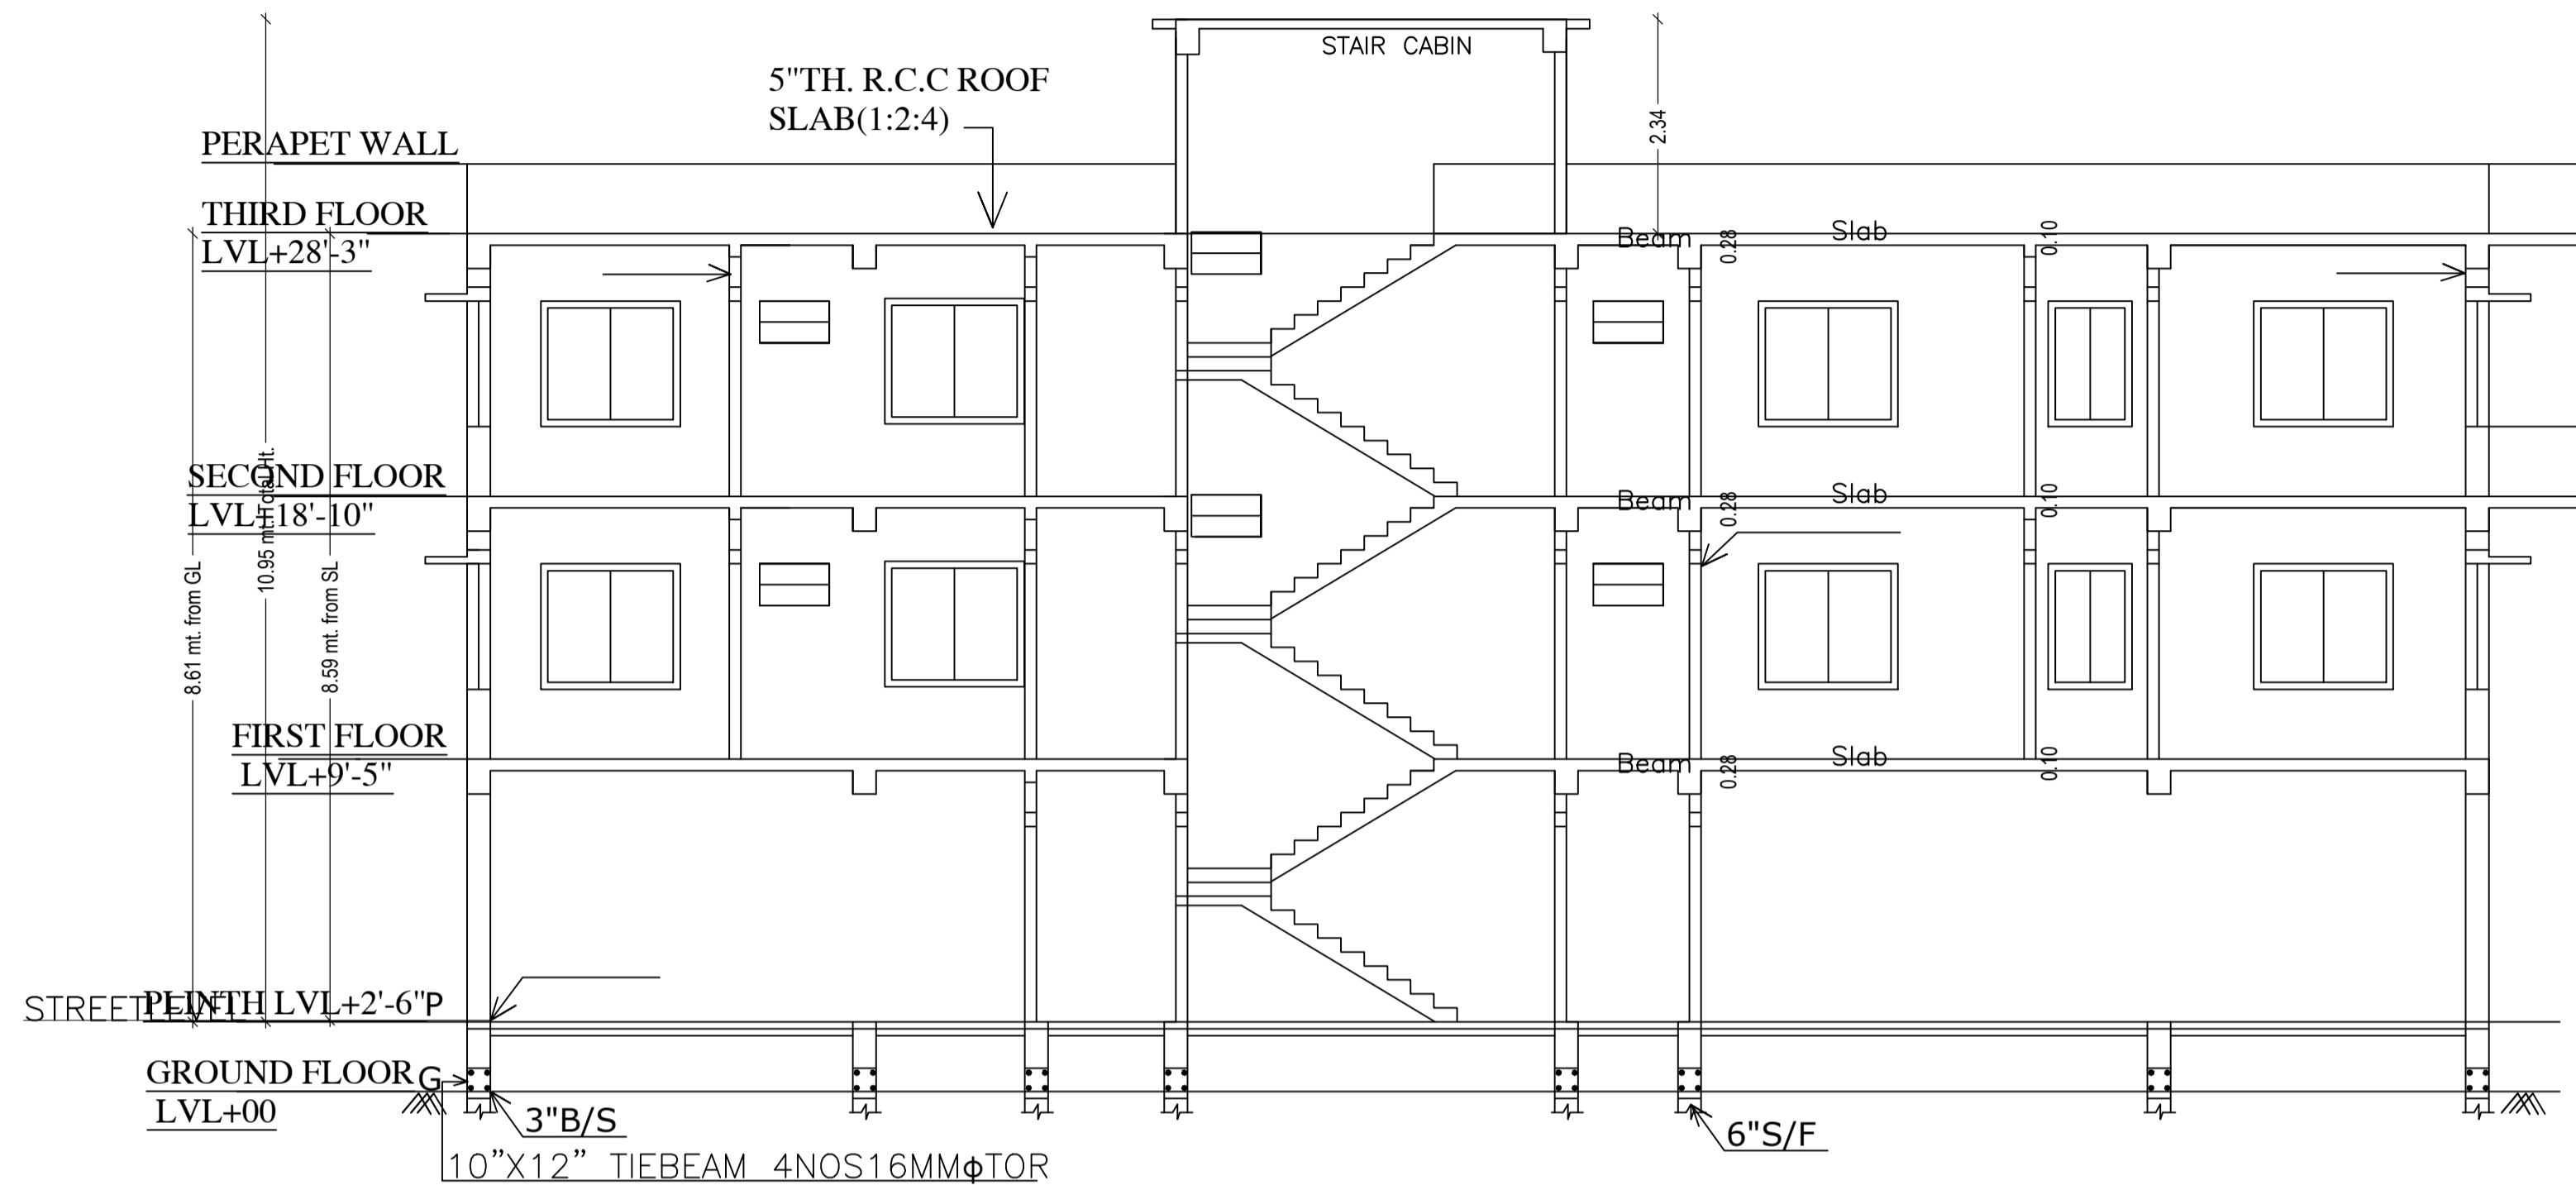 STAIR CABIN
5"TH. R.C.C ROOF
SLAB(1:2:4)
2.34
PERAPET WALL
THIRD FLOOR
LVL+28'-3"
Beam
0.28
Slab
0.10
SECOND FLOOR
LVL+18'-10"
Beam
0.28
Slab
0.10
8.61 mt. from GL
10.95 mt. Total Ht.
8.59 mt. from SL
FIRST FLOOR
LVL+9'-5"
Beam
0.28
Slab
0.10
STREET LEVEL
PLINTH LVL+2'-6"P
GROUND FLOOR G
LVL+00
3"B/S
6"S/F
10”X12” TIEBEAM 4NOS16MMϕTOR